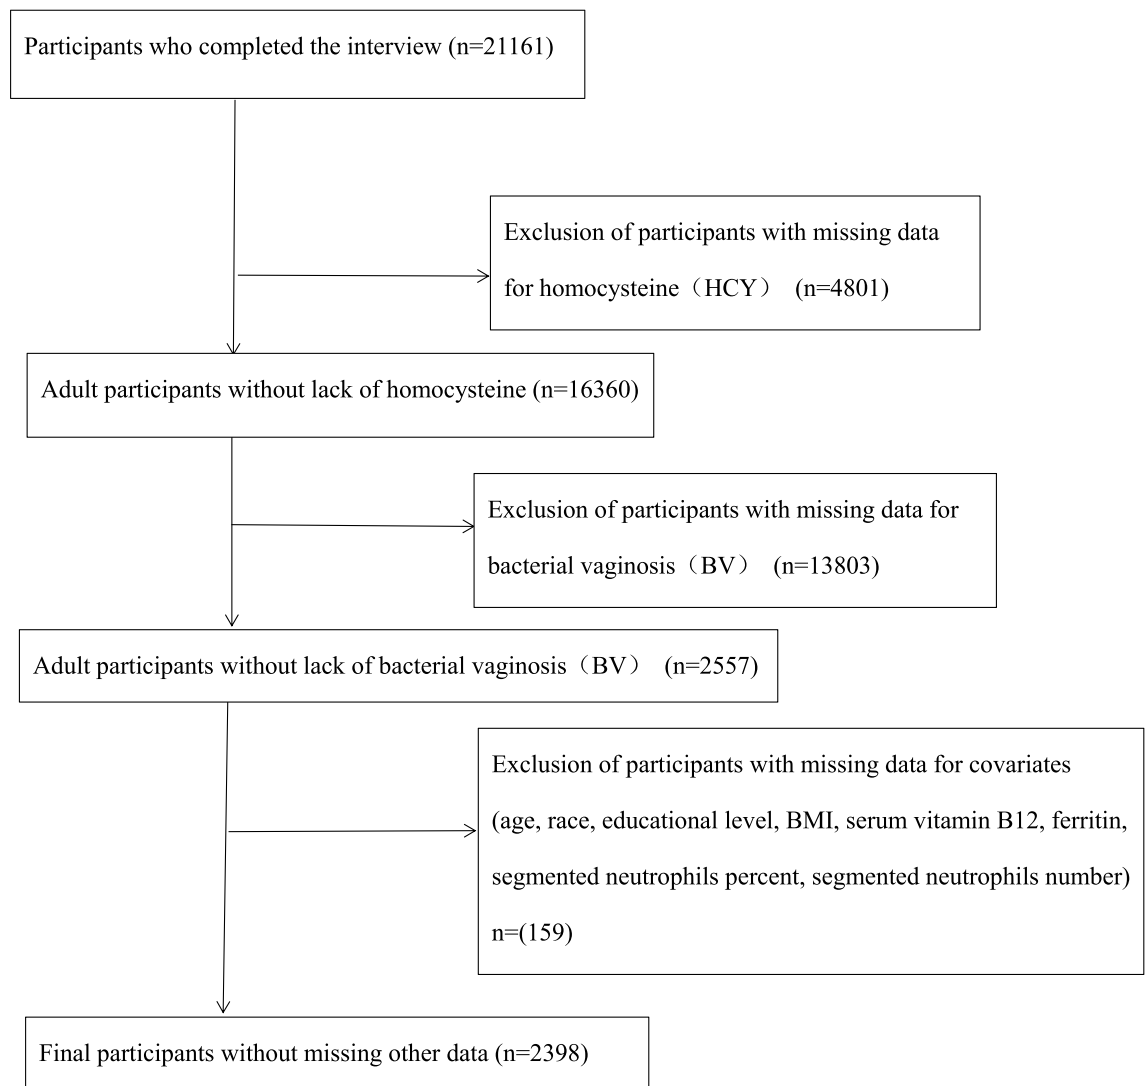 Participants who completed the interview (n=21161)
Exclusion of participants with missing data
for homocysteine（HCY） (n=4801)
Adult participants without lack of homocysteine (n=16360)
Exclusion of participants with missing data for
bacterial vaginosis（BV） (n=13803)
Adult participants without lack of bacterial vaginosis（BV） (n=2557)
Exclusion of participants with missing data for covariates
(age, race, educational level, BMI, serum vitamin B12, ferritin,
segmented neutrophils percent, segmented neutrophils number)
n=(159)
Final participants without missing other data (n=2398)